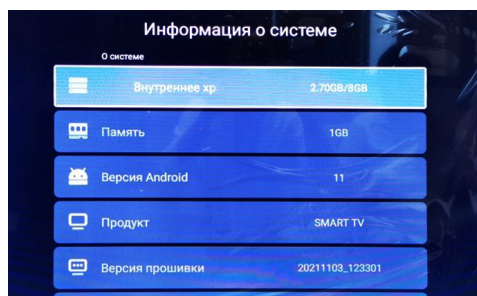 Информация о системе
О системе
Внутреннее хр 2.70GB/8GB
Память 1GB
Версия Android 11
Продукт SMART TV
Версия прошивки 20211103_123301